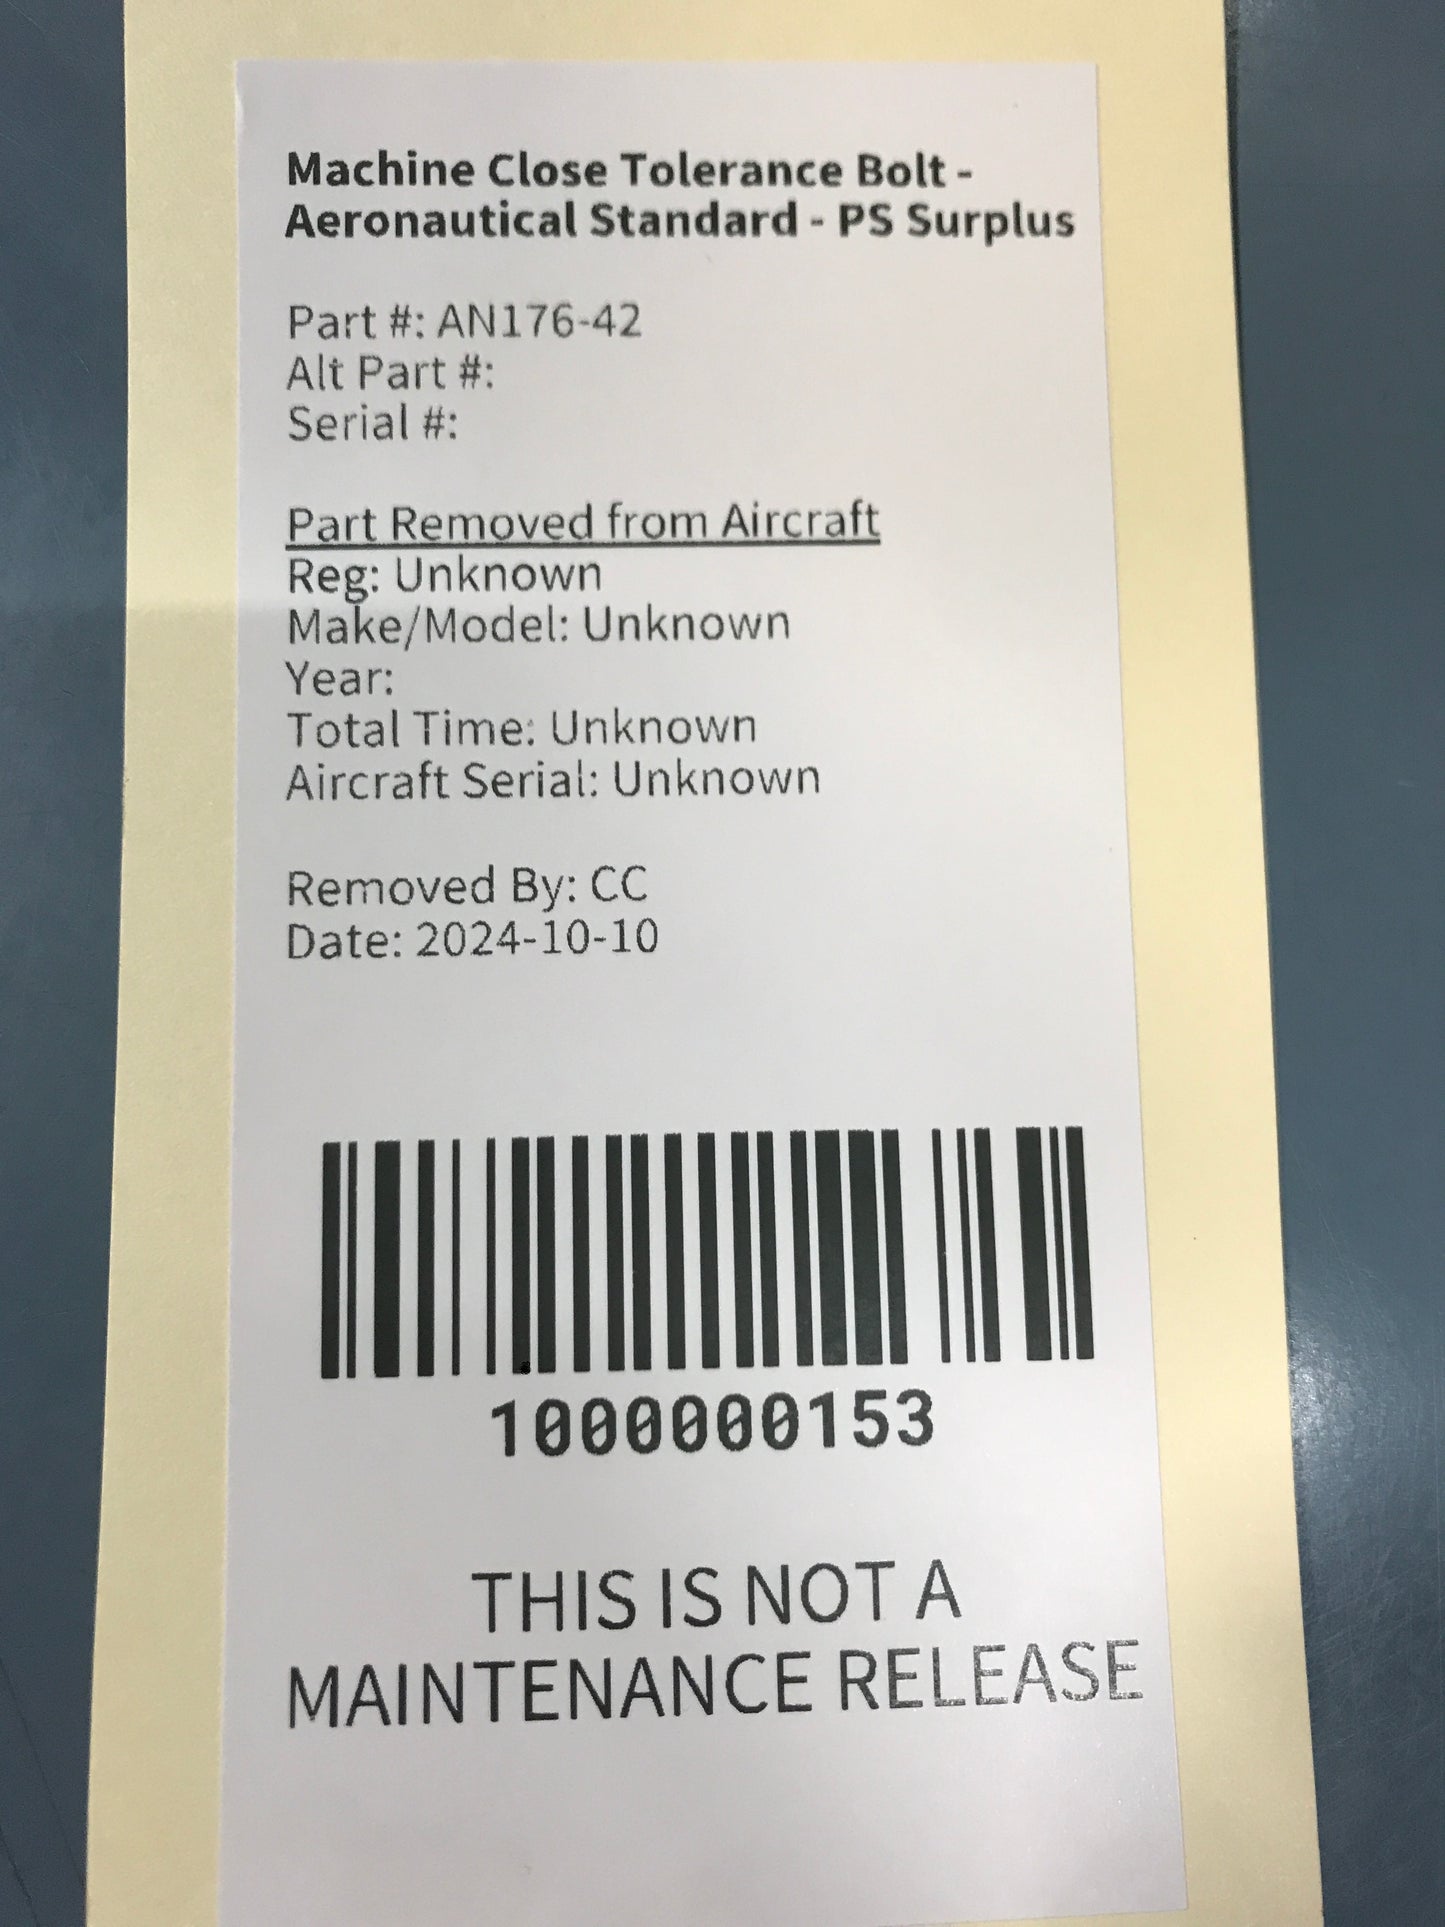 Machine Close Tolerance Bolt -
Aeronautical Standard - PS Surplus
Part #: AN176-42
Alt Part #:
Serial #:
Part Removed from Aircraft
Reg: Unknown
Make/Model: Unknown
Year:
Total Time: Unknown
Aircraft Serial: Unknown
Removed By: CC
Date: 2024-10-10
1000000153
THIS IS NOT A
MAINTENANCE RELEASE